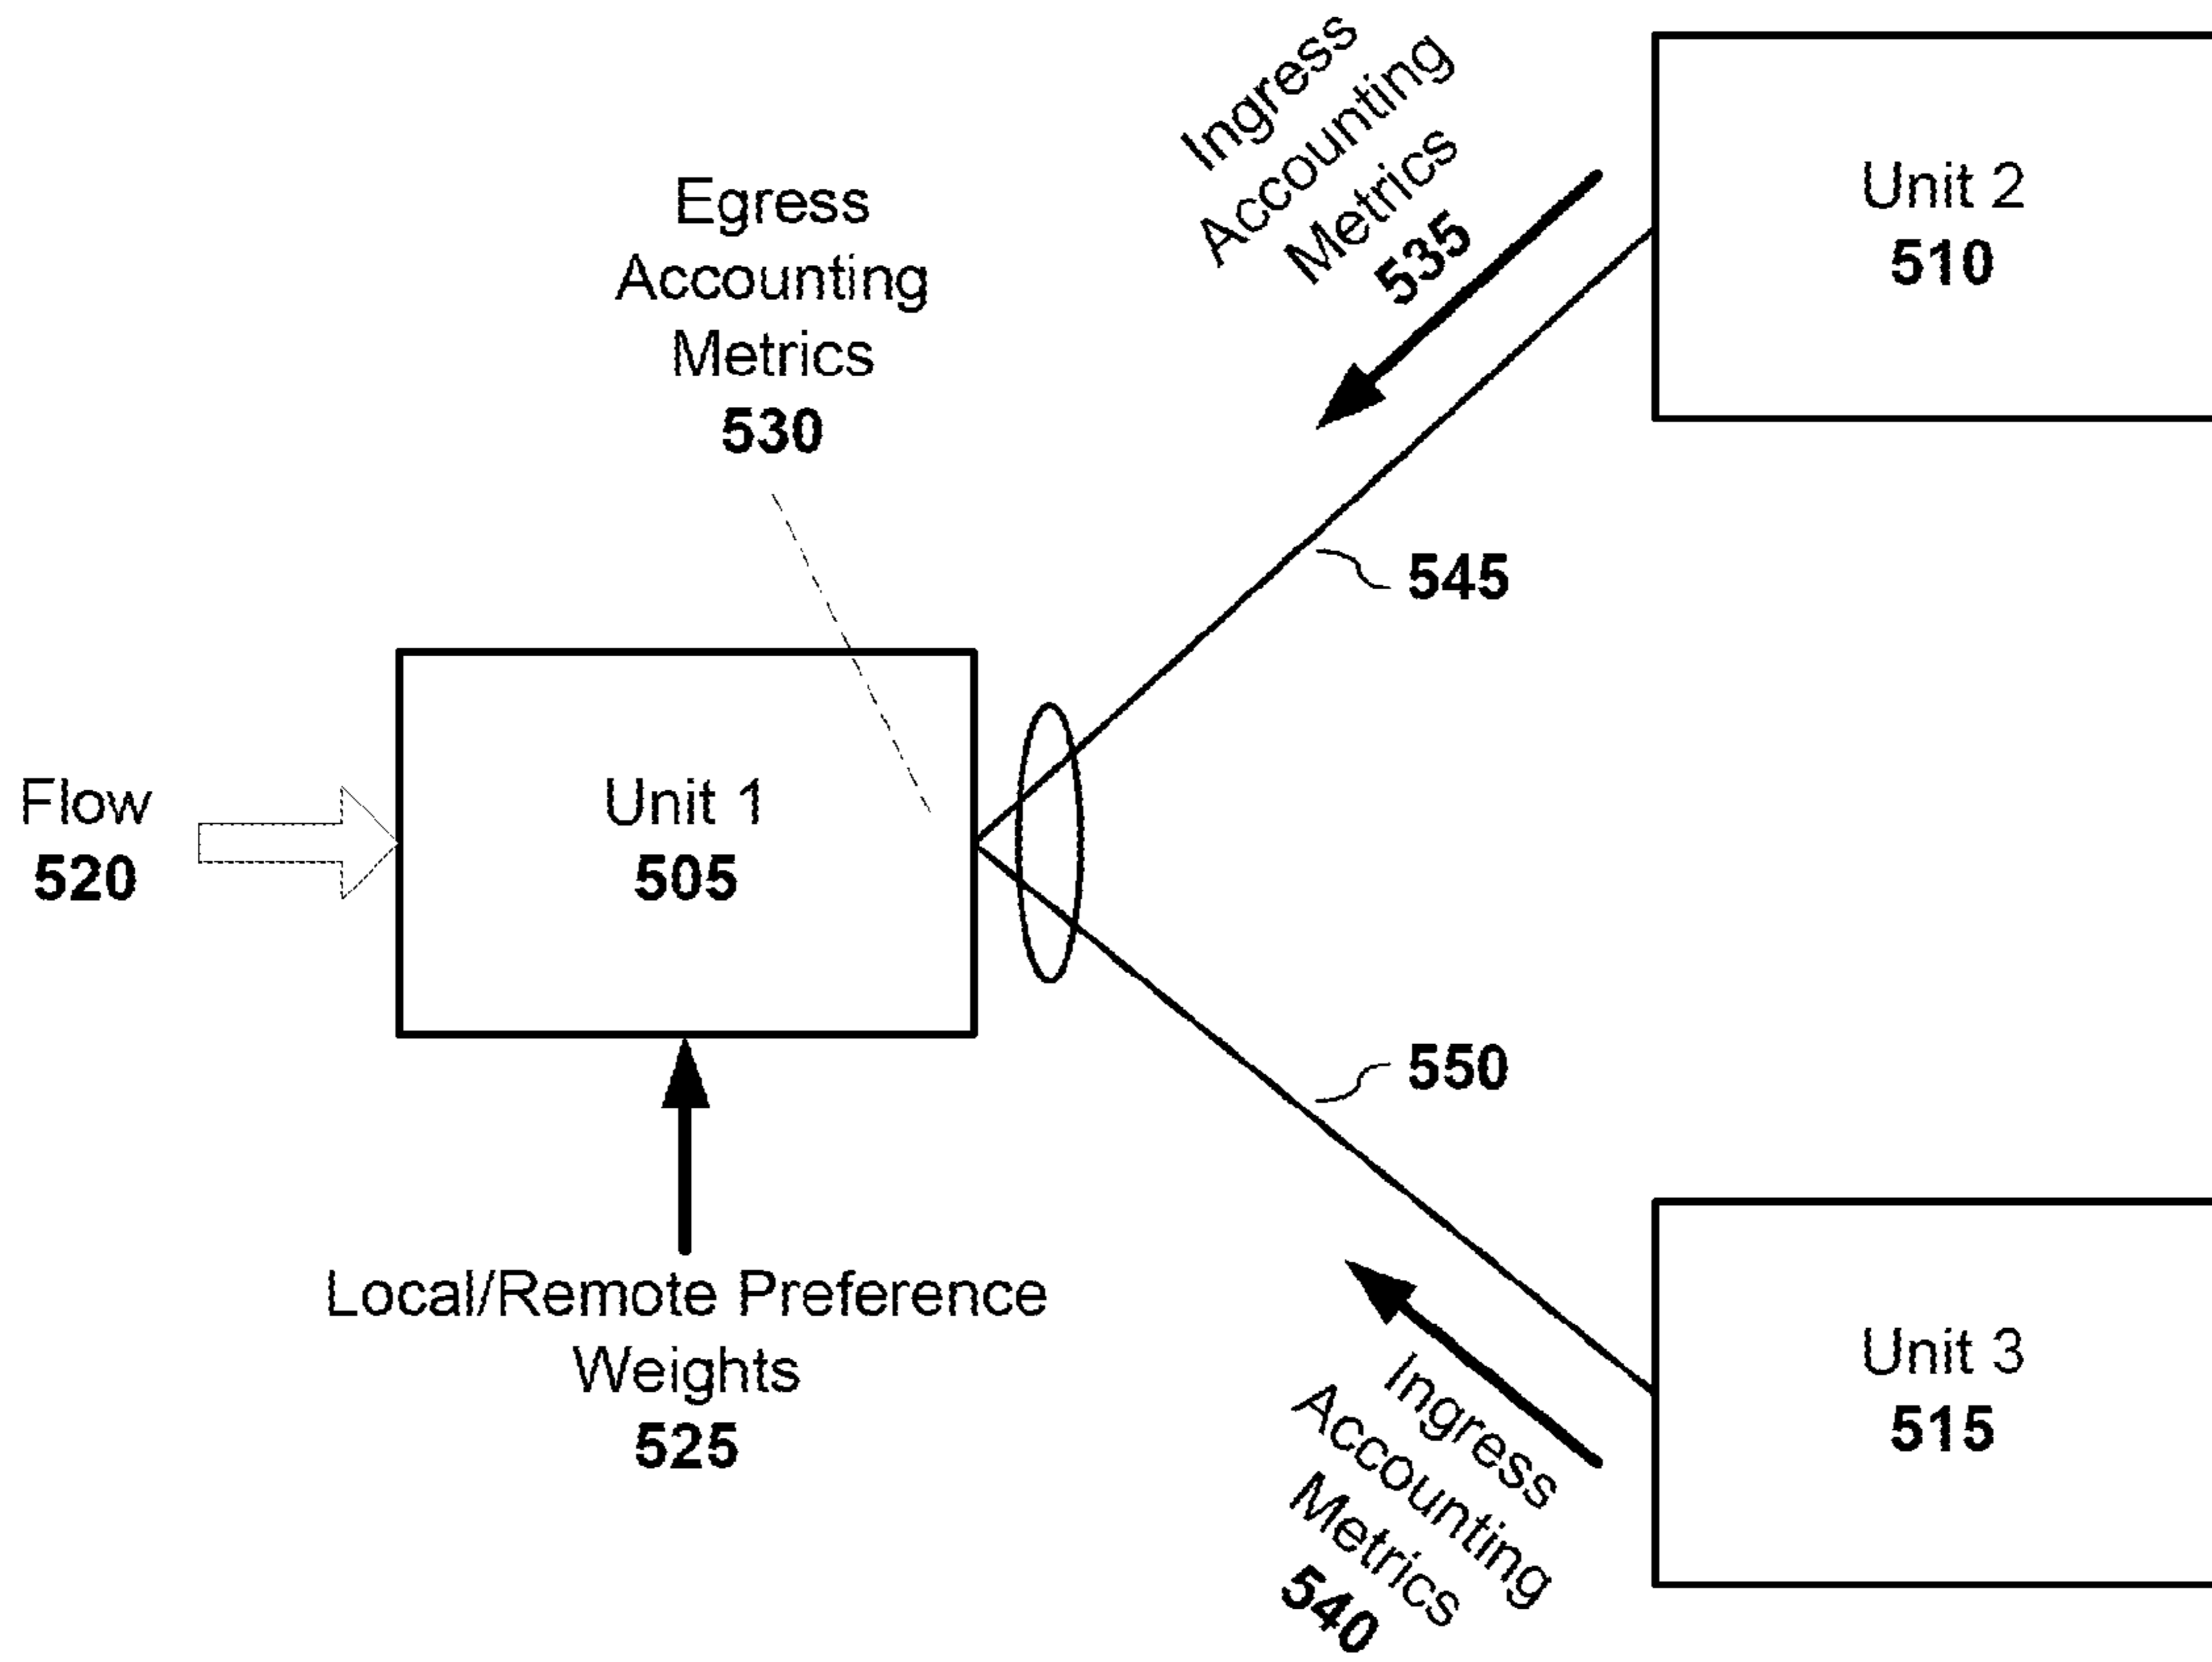 Ingress
Accounting
Metrics
535
Unit 2
510
Egress
Accounting
Metrics
530
545
Flow
520
Unit 1
505
550
Local/Remote Preference
Weights
525
Ingress
Accounting
Metrics
540
Unit 3
515